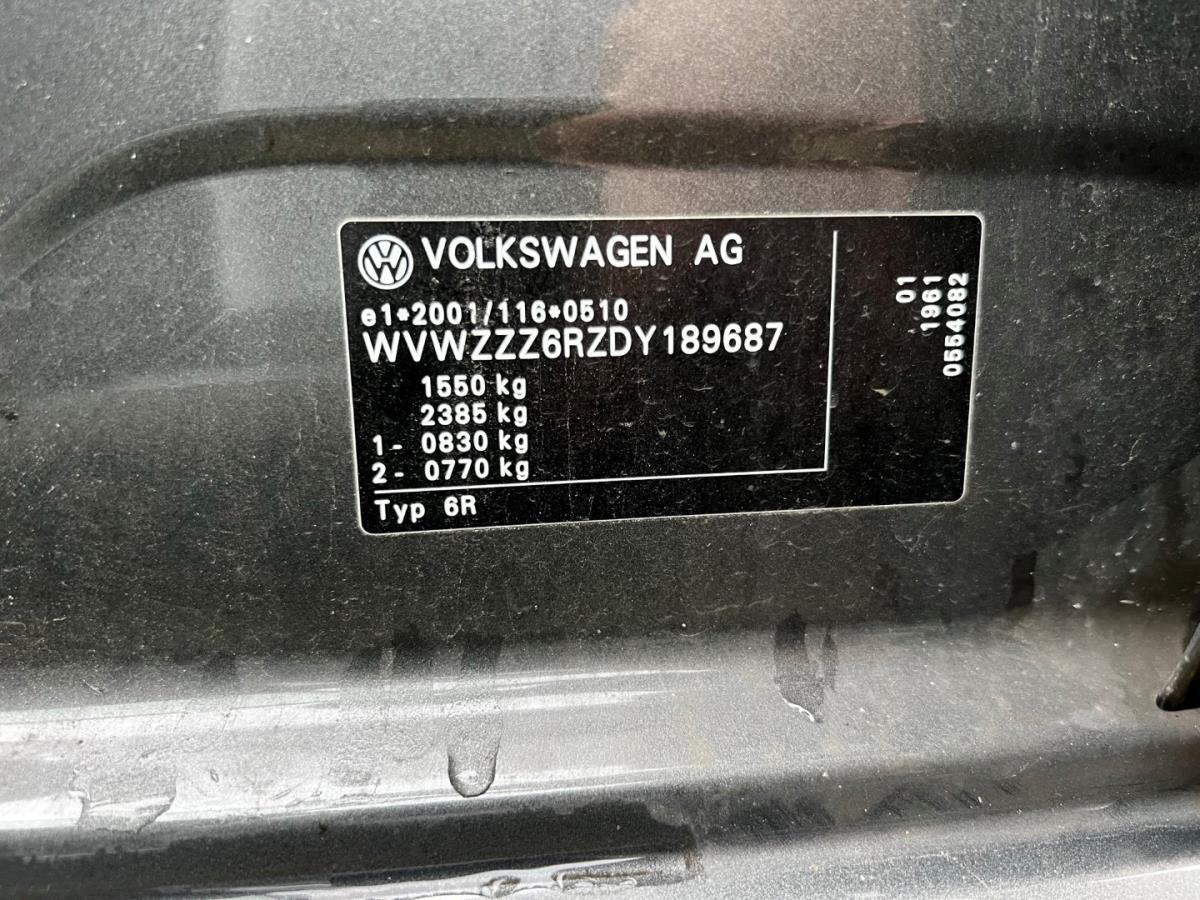 VOLKSWAGEN AG
e1*2001/116*0510
WVWZZZ6RZDY189687
1550 kg
2385 kg
1- 0830 kg
2- 0770 kg
Typ 6R
01
1961
0554082